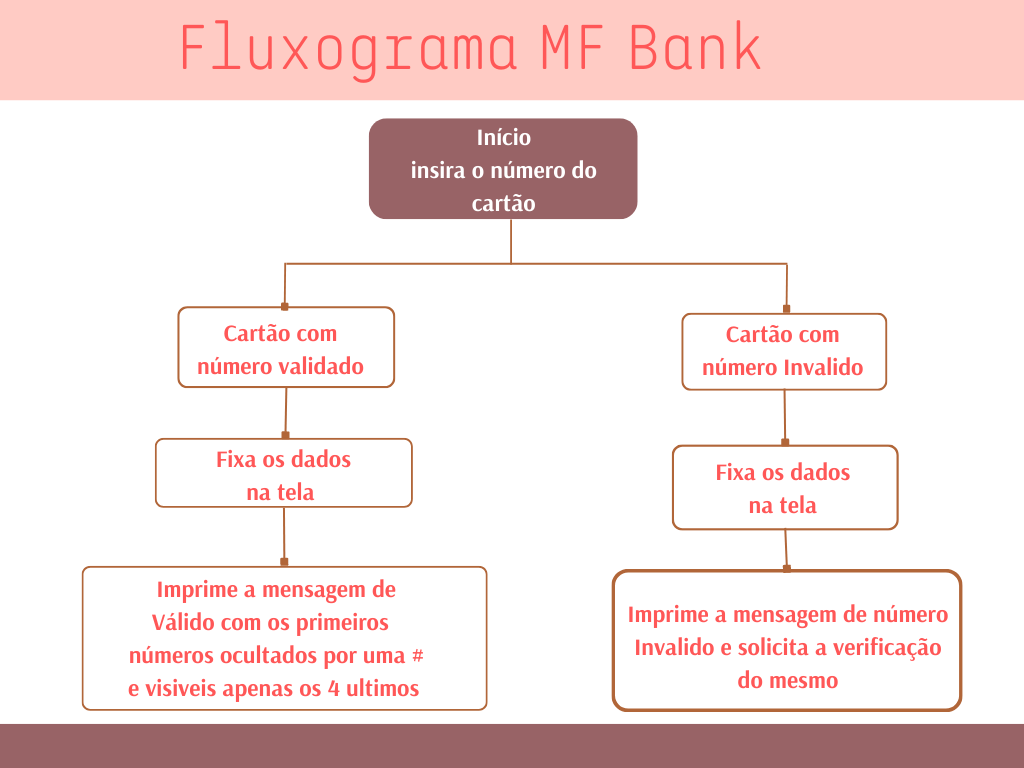 Fluxograma MF Bank
Início
insira o número do
cartão
Cartão com
número validado
Cartão com
número Invalido
Fixa os dados
na tela
Fixa os dados
na tela
Imprime a mensagem de
Válido com os primeiros
números ocultados por uma #
e visiveis apenas os 4 ultimos
Imprime a mensagem de número
Invalido e solicita a verificação
do mesmo